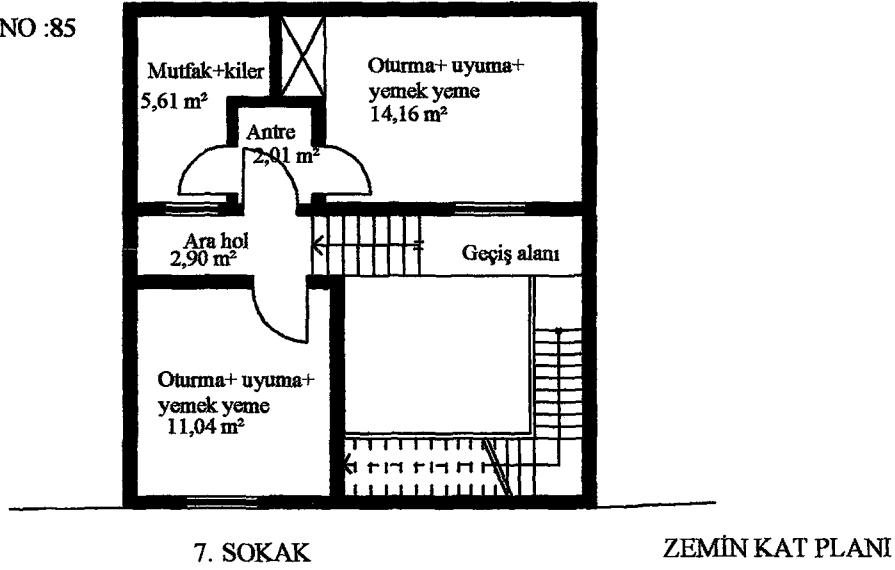 NO :85
Mutfak+kiler
5,61 m²
Oturma+ uyuma+
yemek yeme
14,16 m²
Antre
2,01 m²
Ara hol
2,90 m²
Geçiş alanı
Oturma+ uyuma+
yemek yeme
11,04 m²
7. SOKAK
ZEMİN KAT PLANI